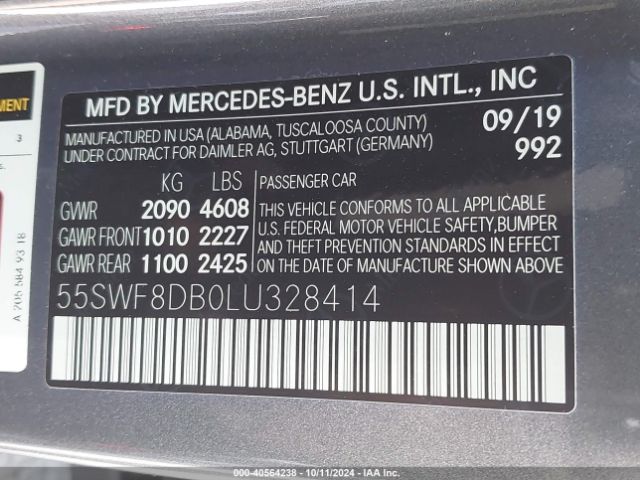 MENT
3
A 205 584 93 18
MFD BY MERCEDES-BENZ U.S. INTL., INC
MANUFACTURED IN USA (ALABAMA, TUSCALOOSA COUNTY) 09/19
UNDER CONTRACT FOR DAIMLER AG, STUTTGART (GERMANY) 992
KG LBS PASSENGER CAR
GVWR 2090 4608 THIS VEHICLE CONFORMS TO ALL APPLICABLE
GAWR FRONT 1010 2227 U.S. FEDERAL MOTOR VEHICLE SAFETY, BUMPER
AND THEFT PREVENTION STANDARDS IN EFFECT
GAWR REAR 1100 2425 ON THE DATE OF MANUFACTURE SHOWN ABOVE
55SWF8DB0LU328414
000-40564238 - 10/11/2024 - IAA Inc.